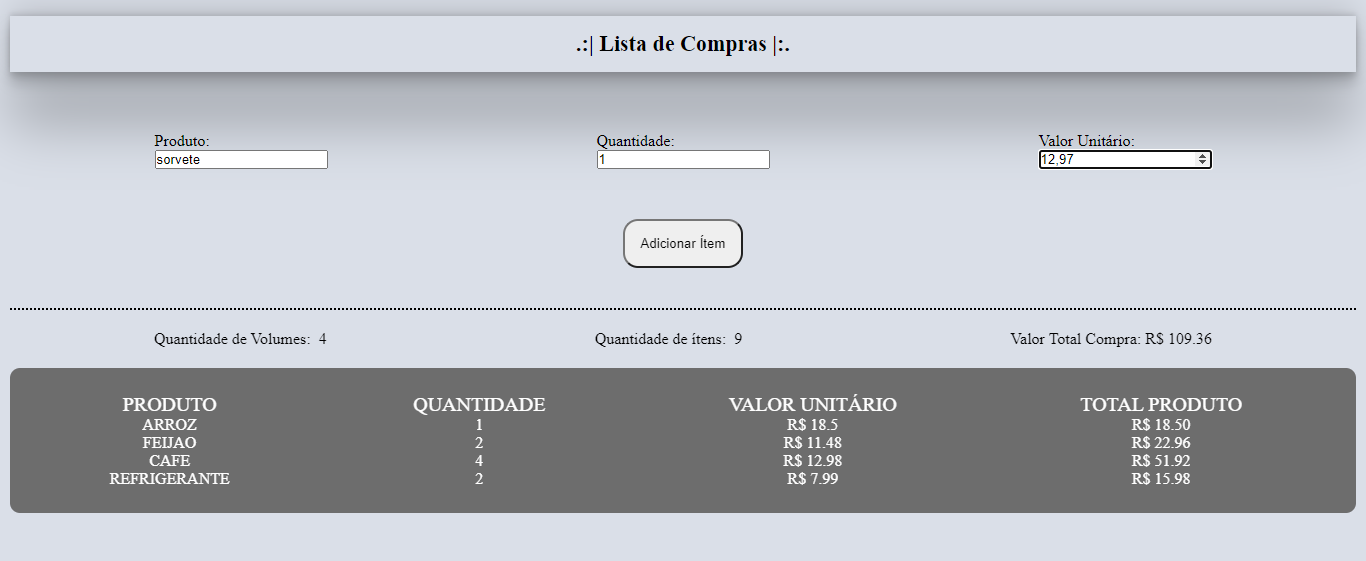 .:| Lista de Compras |:.
Produto: Quantidade: Valor Unitário:
sorvete 1 12,97
Adicionar Ítem
Quantidade de Volumes: 4 Quantidade de ítens: 9 Valor Total Compra: R$ 109.36
PRODUTO QUANTIDADE VALOR UNITÁRIO TOTAL PRODUTO
ARROZ 1 R$ 18.5 R$ 18.50
FEIJAO 2 R$ 11.48 R$ 22.96
CAFE 4 R$ 12.98 R$ 51.92
REFRIGERANTE 2 R$ 7.99 R$ 15.98